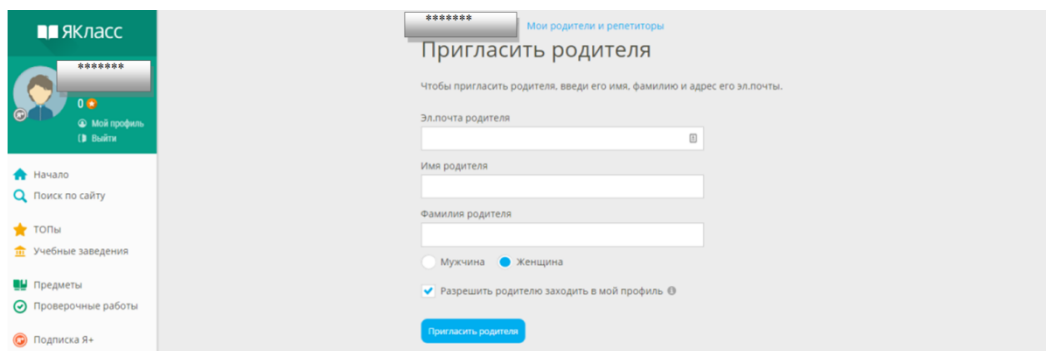 ЯКласс
*******
0
Мой профиль
Выйти
Начало
Поиск по сайту
ТОПы
Учебные заведения
Предметы
Проверочные работы
Подписка Я+
*******
Мои родители и репетиторы
Пригласить родителя
Чтобы пригласить родителя, введи его имя, фамилию и адрес его эл.почты.
Эл.почта родителя
Имя родителя
Фамилия родителя
Мужчина Женщина
Разрешить родителю заходить в мой профиль
Пригласить родителя